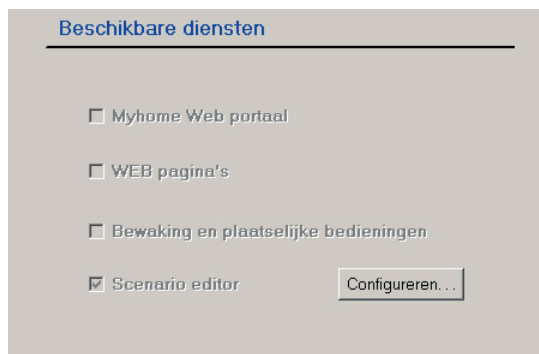 Beschikbare diensten
Myhome Web portaal
WEB pagina's
Bewaking en plaatselijke bedieningen
Scenario editor
Configureren...